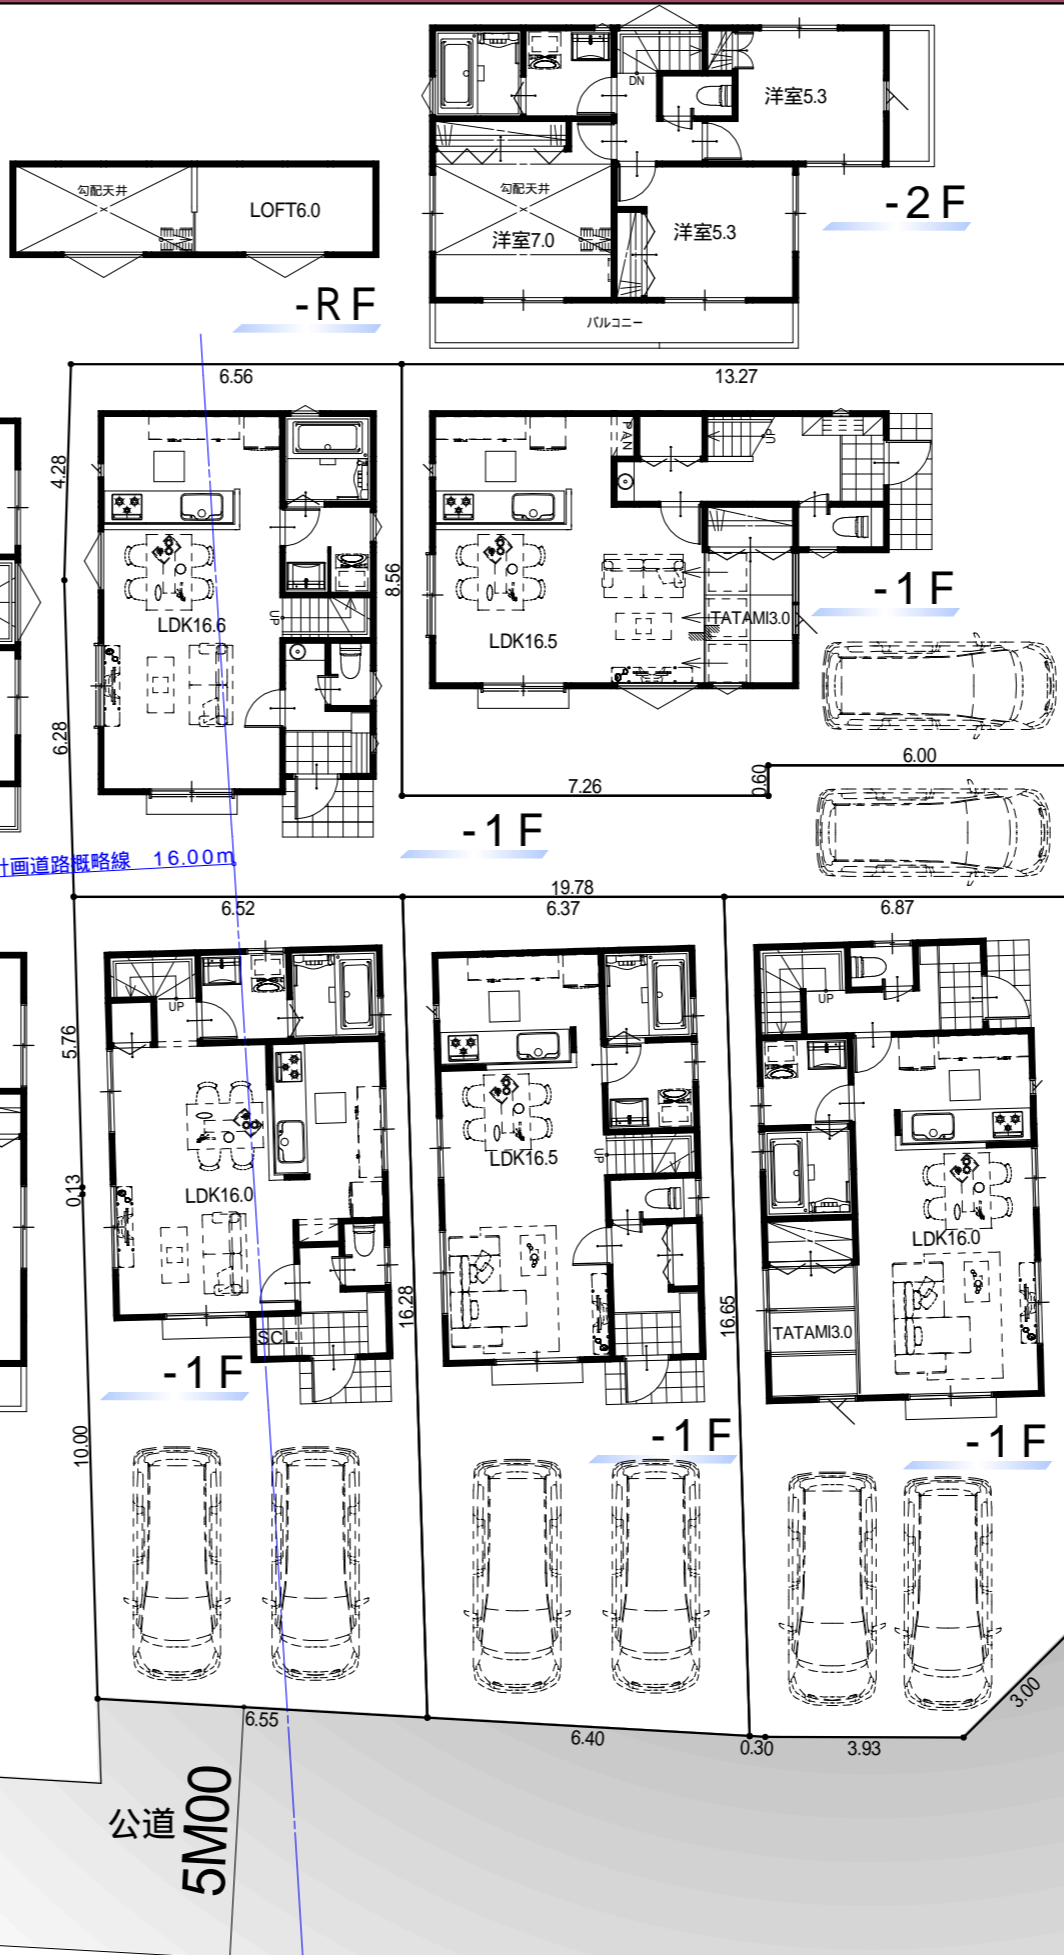 洋室5.3
DN
勾配天井
LOFT6.0
勾配天井
洋室7.0
洋室5.3
-2F
-RF
バルコニー
6.56
13.27
4.28
PAN
UP
8.56
LDK16.6
UP
LDK16.5
TATAMI3.0
-1F
6.28
6.00
7.26
0.60
-1F
計画道路概略線 16.00m
19.78
6.52
6.37
6.87
UP
UP
5.76
LDK16.5
UP
0.13
LDK16.0
LDK16.0
16.28
16.65
SCL
TATAMI3.0
-1F
10.00
-1F
-1F
3.00
6.55
6.40
0.30
3.93
公道
5M00